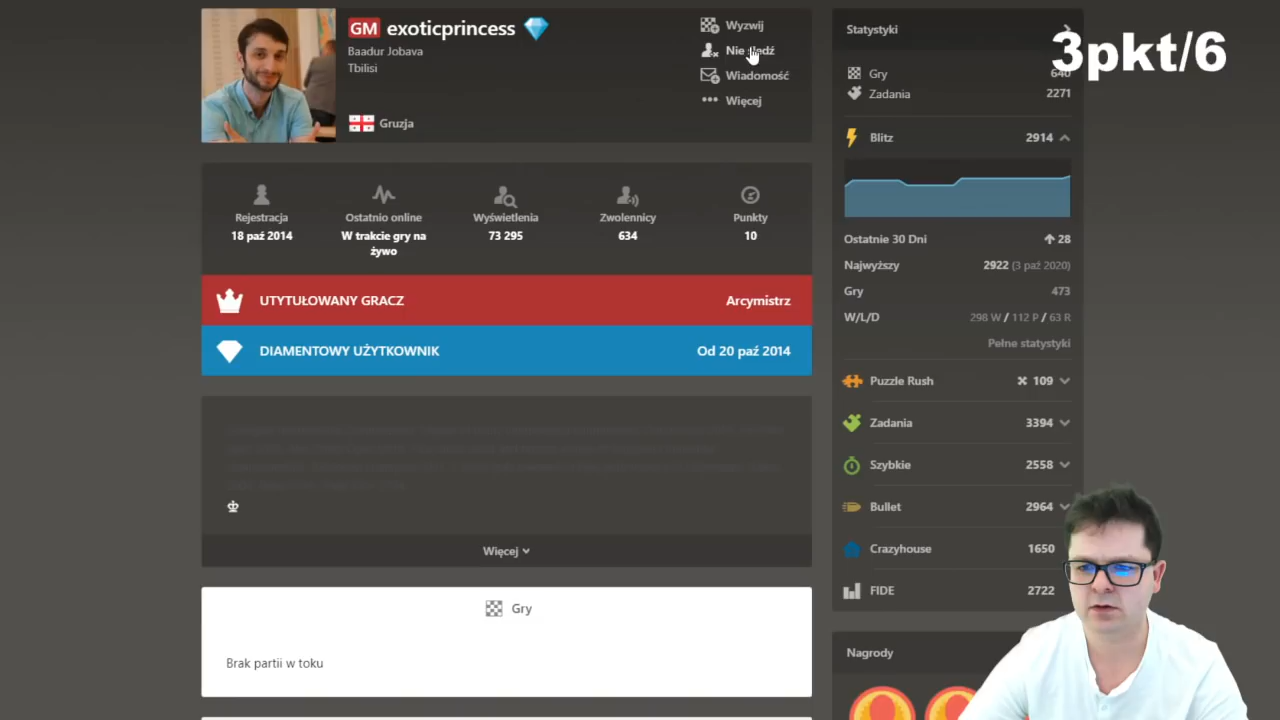 GM exoticprincess
Baadur Jobava
Tbilisi
Gruzja
Wyzwij
Wiadomość
Więcej
3pkt/6
Rejestracja
18 paź 2014
Ostatnio online
W trakcie gry na
żywo
Wyświetlenia
73 295
Zwolennicy
634
Punkty
10
UTYTUŁOWANY GRACZ Arcymistrz
DIAMENTOWY UŻYTKOWNIK Od 20 paź 2014
Więcej
Gry
Brak partii w toku
Statystyki
Gry 640
Zadania 2271
Blitz 2914
Ostatnie 30 Dni 28
Najwyższy 2922 (3 paź 2020)
Gry 473
W/L/D 298 W / 112 P / 63 R
Pełne statystyki
Puzzle Rush 109
Zadania 3394
Szybkie 2558
Bullet 2964
Crazyhouse 1650
FIDE 2722
Nagrody